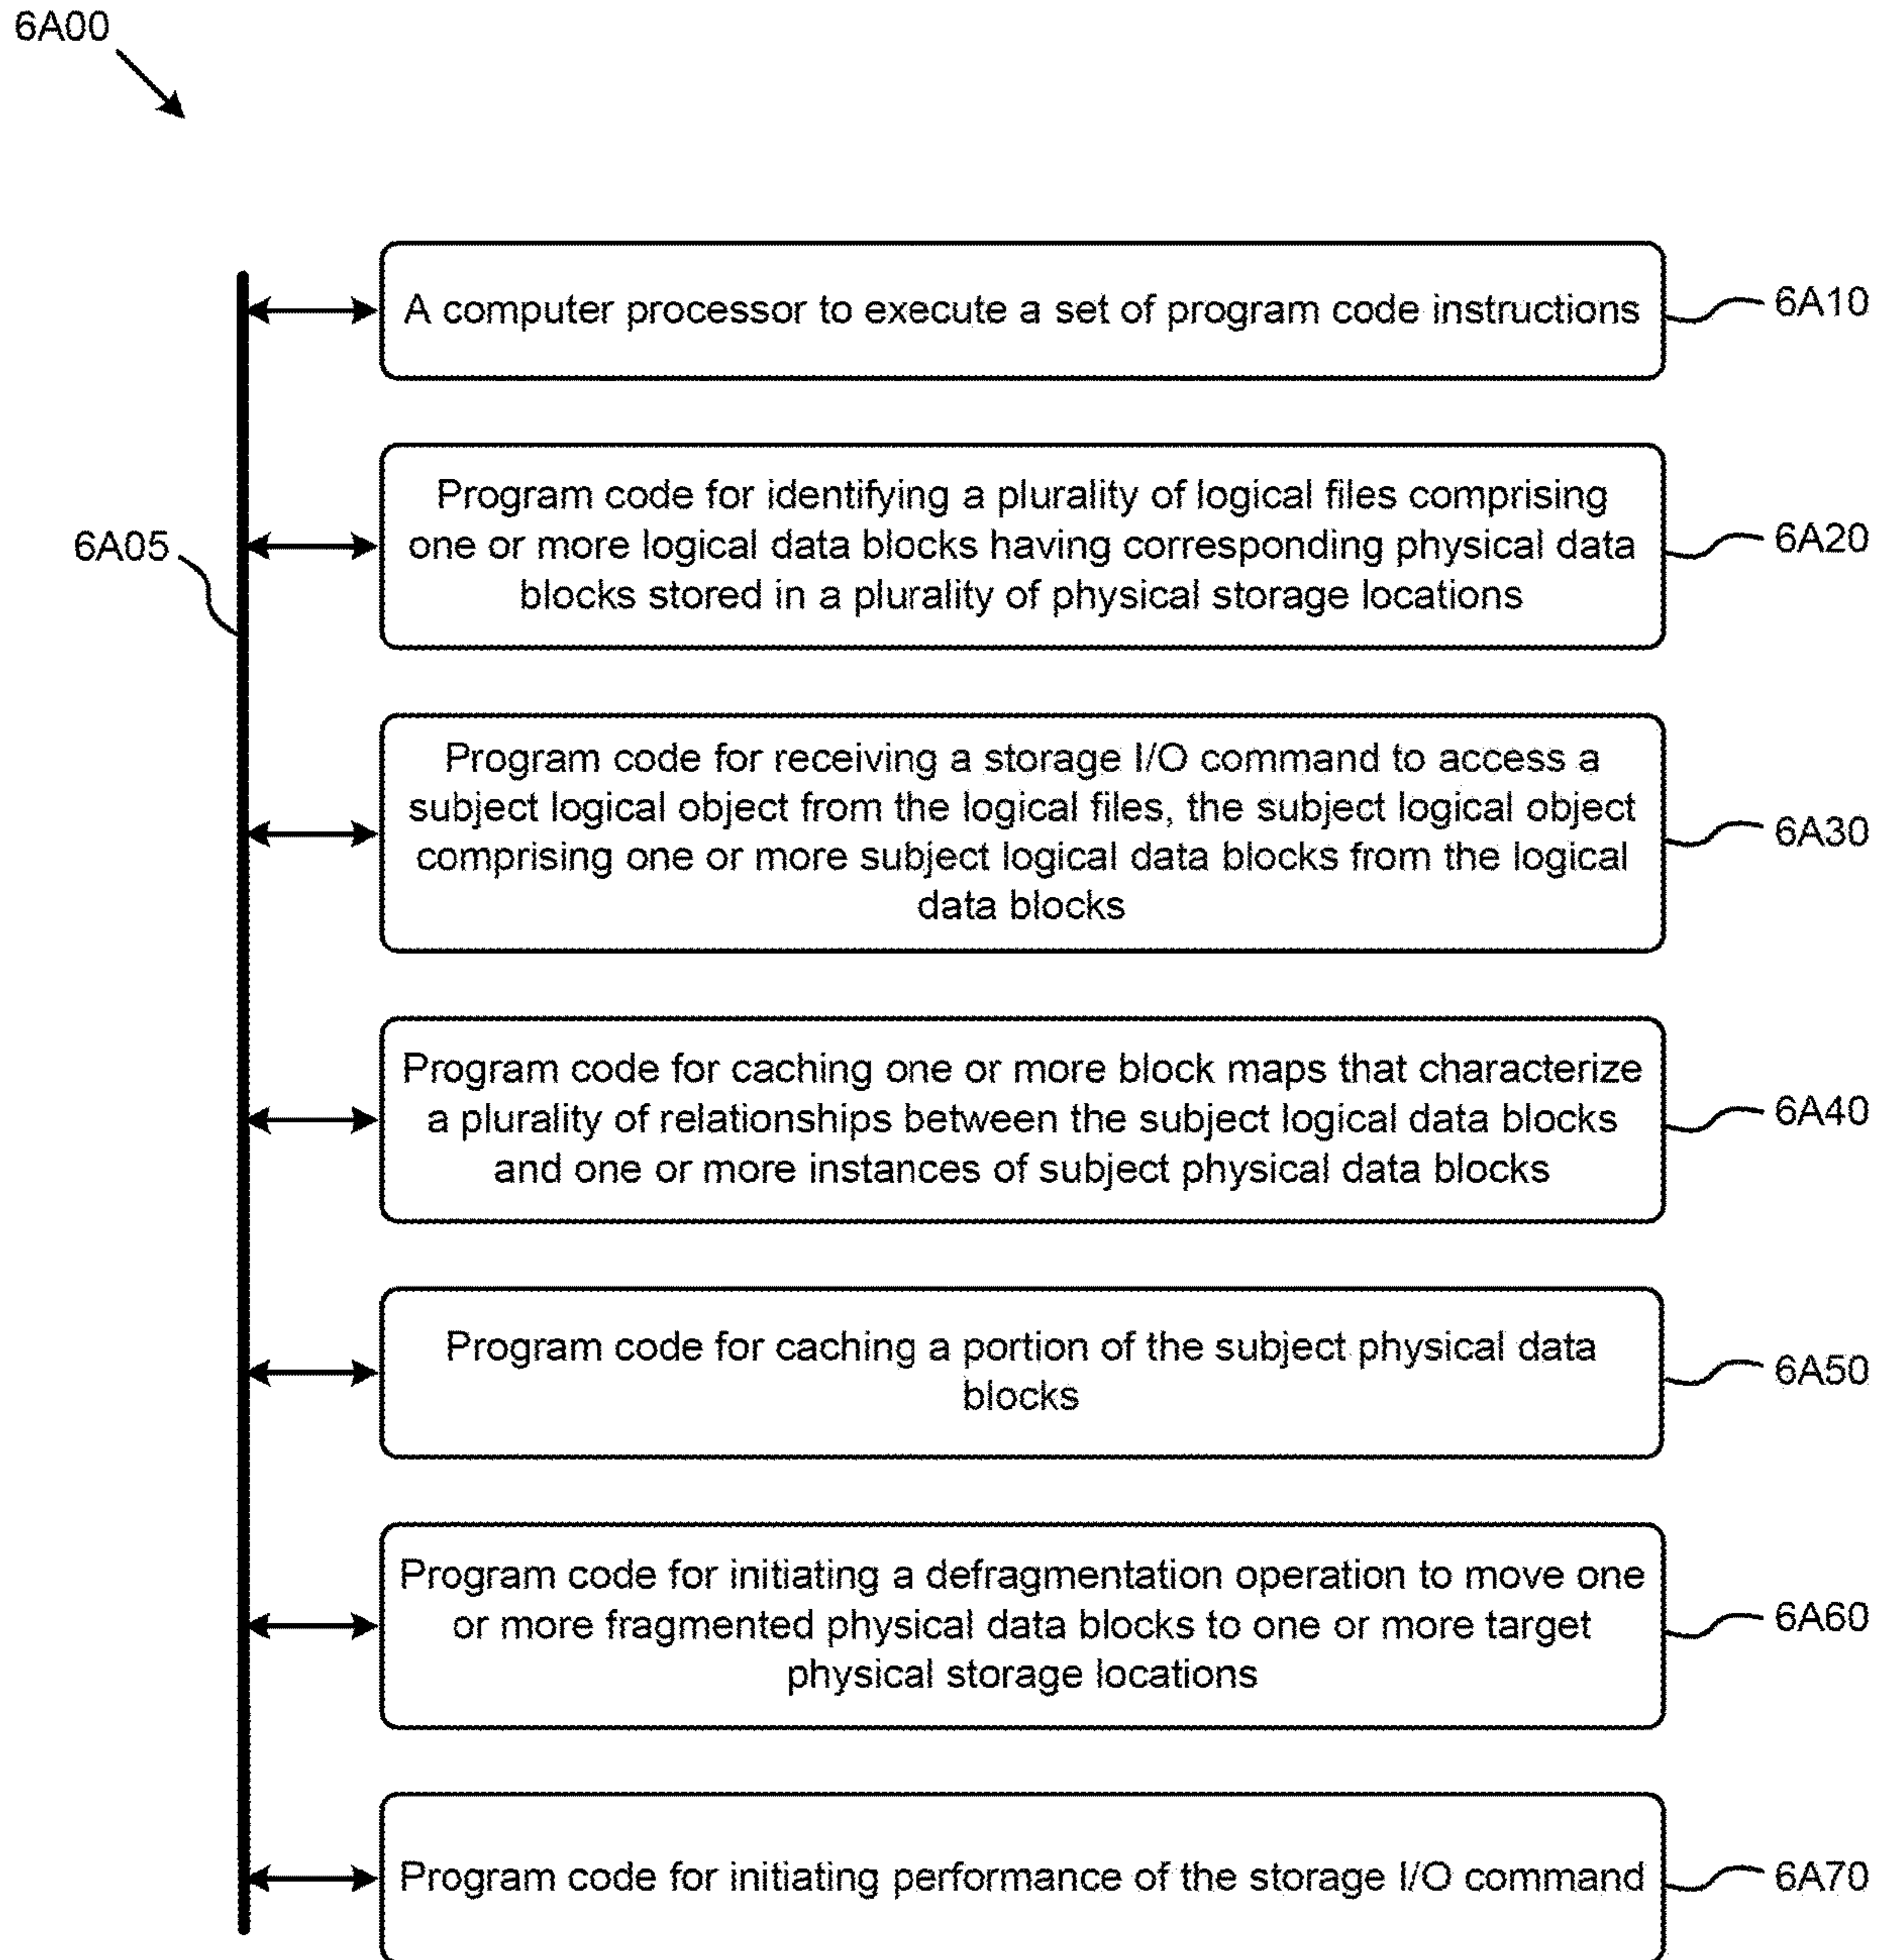 6A00
A computer processor to execute a set of program code instructions
6A10
Program code for identifying a plurality of logical files comprising
one or more logical data blocks having corresponding physical data
blocks stored in a plurality of physical storage locations
6A20
6A05
Program code for receiving a storage I/O command to access a
subject logical object from the logical files, the subject logical object
comprising one or more subject logical data blocks from the logical
data blocks
6A30
Program code for caching one or more block maps that characterize
a plurality of relationships between the subject logical data blocks
and one or more instances of subject physical data blocks
6A40
Program code for caching a portion of the subject physical data
blocks
6A50
Program code for initiating a defragmentation operation to move one
or more fragmented physical data blocks to one or more target
physical storage locations
6A60
Program code for initiating performance of the storage I/O command
6A70